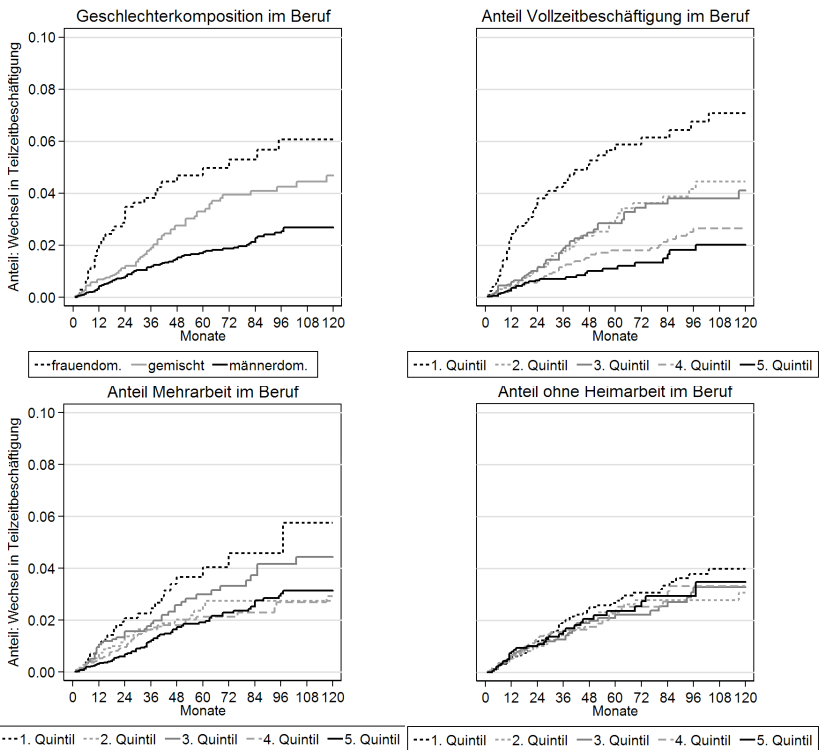 Geschlechterkomposition im Beruf
Anteil: Wechsel in Teilzeitbeschäftigung
0.10
0.08
0.06
0.04
0.02
0.00
0 12 24 36 48 60 72 84 96 108 120
Monate
frauendom. gemischt männerdom.
Anteil Vollzeitbeschäftigung im Beruf
0 12 24 36 48 60 72 84 96 108 120
Monate
1. Quintil 2. Quintil 3. Quintil 4. Quintil 5. Quintil
Anteil Mehrarbeit im Beruf
Anteil: Wechsel in Teilzeitbeschäftigung
0.10
0.08
0.06
0.04
0.02
0.00
0 12 24 36 48 60 72 84 96 108 120
Monate
1. Quintil 2. Quintil 3. Quintil 4. Quintil 5. Quintil
Anteil ohne Heimarbeit im Beruf
0 12 24 36 48 60 72 84 96 108 120
Monate
1. Quintil 2. Quintil 3. Quintil 4. Quintil 5. Quintil